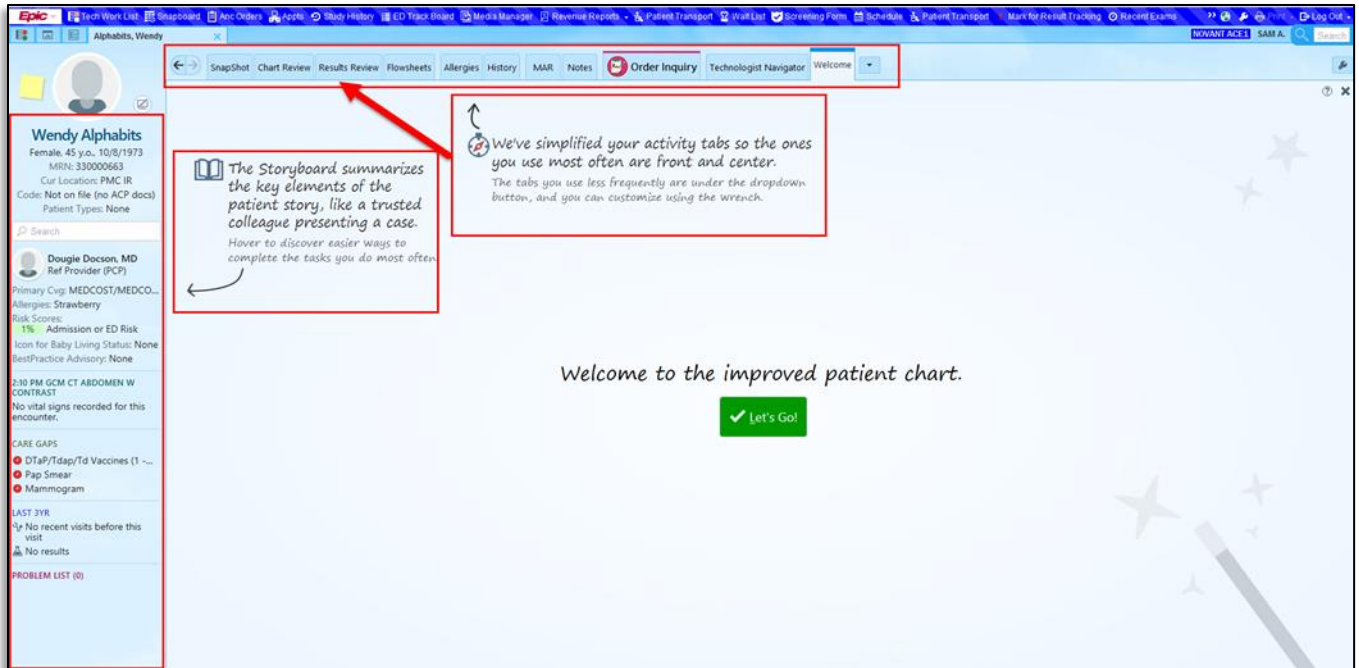 Epic Tech Work List Snapboard Anc Orders Appts Study History ED Track Board Media Manager Revenue Reports Patient Transport Wait List Screening Form Schedule Patient Transport Mark for Result Tracking Recent Exams Print Log Out
Alphabits, Wendy
NOVANT ACE1 SAM A. Search
SnapShot Chart Review Results Review Flowsheets Allergies History MAR Notes Order Inquiry Technologist Navigator Welcome
Wendy Alphabits
Female, 45 y.o., 10/8/1973
MRN: 330000663
Cur Location: PMC IR
Code: Not on file (no ACP docs)
Patient Types: None
Search
Dougie Docson, MD
Ref Provider (PCP)
Primary Cvg: MEDCOST/MEDCO...
Allergies: Strawberry
Risk Scores:
1% Admission or ED Risk
Icon for Baby Living Status: None
BestPractice Advisory: None
2:10 PM GCM CT ABDOMEN W
CONTRAST
No vital signs recorded for this
encounter.
CARE GAPS
DTaP/Tdap/Td Vaccines (1 -...
Pap Smear
Mammogram
LAST 3YR
No recent visits before this
visit
No results
PROBLEM LIST (0)
The Storyboard summarizes
the key elements of the
patient story, like a trusted
colleague presenting a case.
Hover to discover easier ways to
complete the tasks you do most often.
We've simplified your activity tabs so the ones
you use most often are front and center.
The tabs you use less frequently are under the dropdown
button, and you can customize using the wrench.
Welcome to the improved patient chart.
Let's Go!